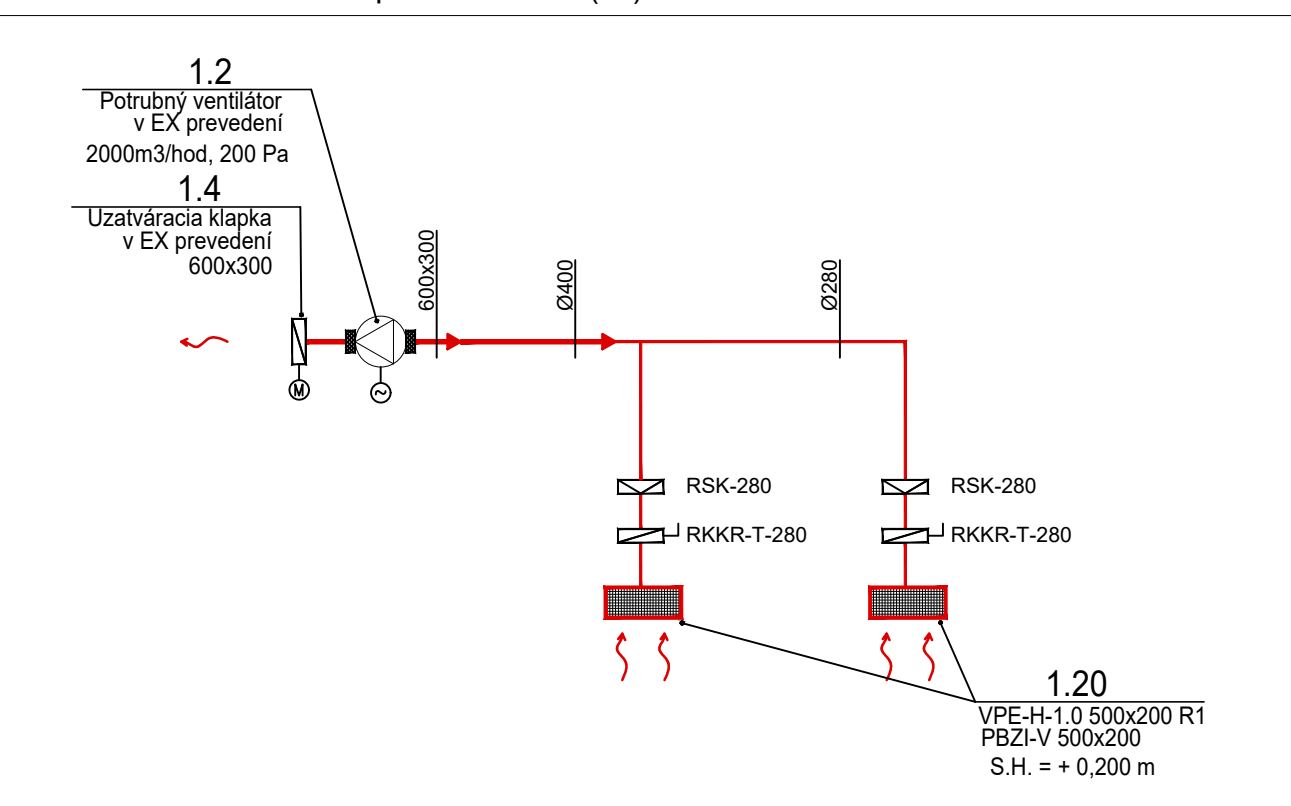 1.2
Potrubný ventilátor
v EX prevedení
2000m3/hod, 200 Pa
1.4
Uzatváracia klapka
v EX prevedení
600x300
600x300
Ø400
Ø280
M
~
RSK-280
RSK-280
RKKR-T-280
RKKR-T-280
1.20
VPE-H-1.0 500x200 R1
PBZI-V 500x200
S.H. = + 0,200 m